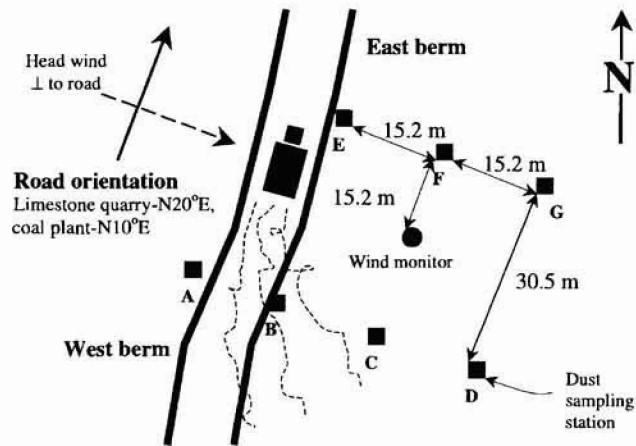 Head wind
⊥ to road
East berm
N
Road orientation
Limestone quarry-N20°E,
coal plant-N10°E
E
15.2 m
F
15.2 m
G
15.2 m
Wind monitor
A
30.5 m
B
West berm
C
D
Dust
sampling
station